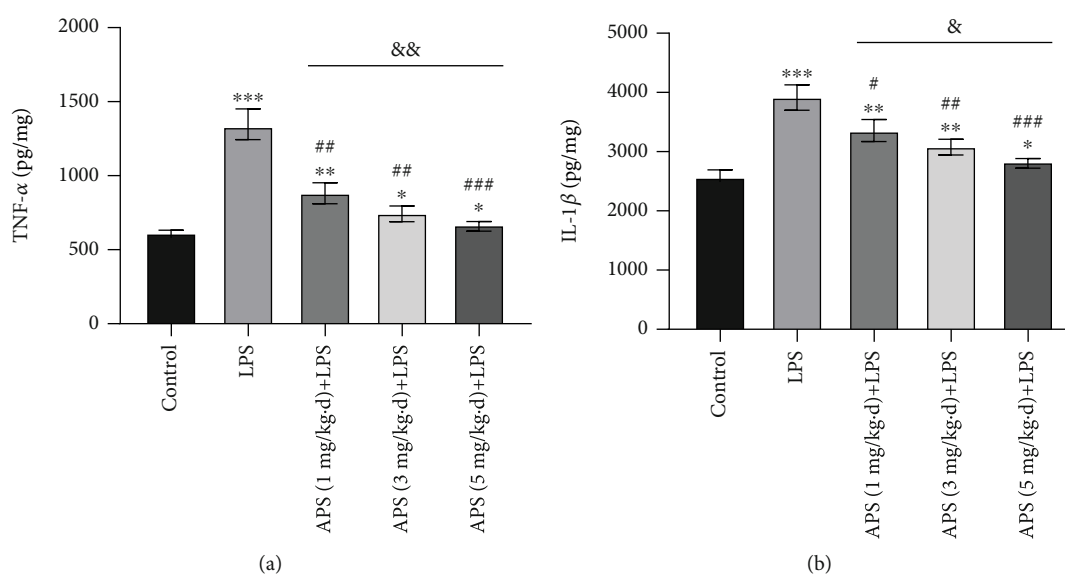 2000
1500
1000
500
0
TNF-α (pg/mg)
&&
***
##
**
##
*
###
*
Control
LPS
APS (1 mg/kg·d)+LPS
APS (3 mg/kg·d)+LPS
APS (5 mg/kg·d)+LPS
(a)
5000
4000
3000
2000
1000
0
IL-1β (pg/mg)
&
***
#
**
##
**
###
*
Control
LPS
APS (1 mg/kg·d)+LPS
APS (3 mg/kg·d)+LPS
APS (5 mg/kg·d)+LPS
(b)